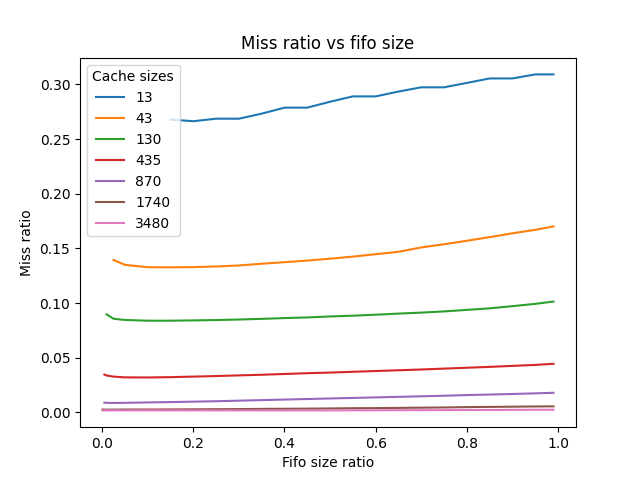 Miss ratio vs fifo size
Cache sizes
13
43
130
435
870
1740
3480
Miss ratio
0.30
0.25
0.20
0.15
0.10
0.05
0.00
0.0 0.2 0.4 0.6 0.8 1.0
Fifo size ratio